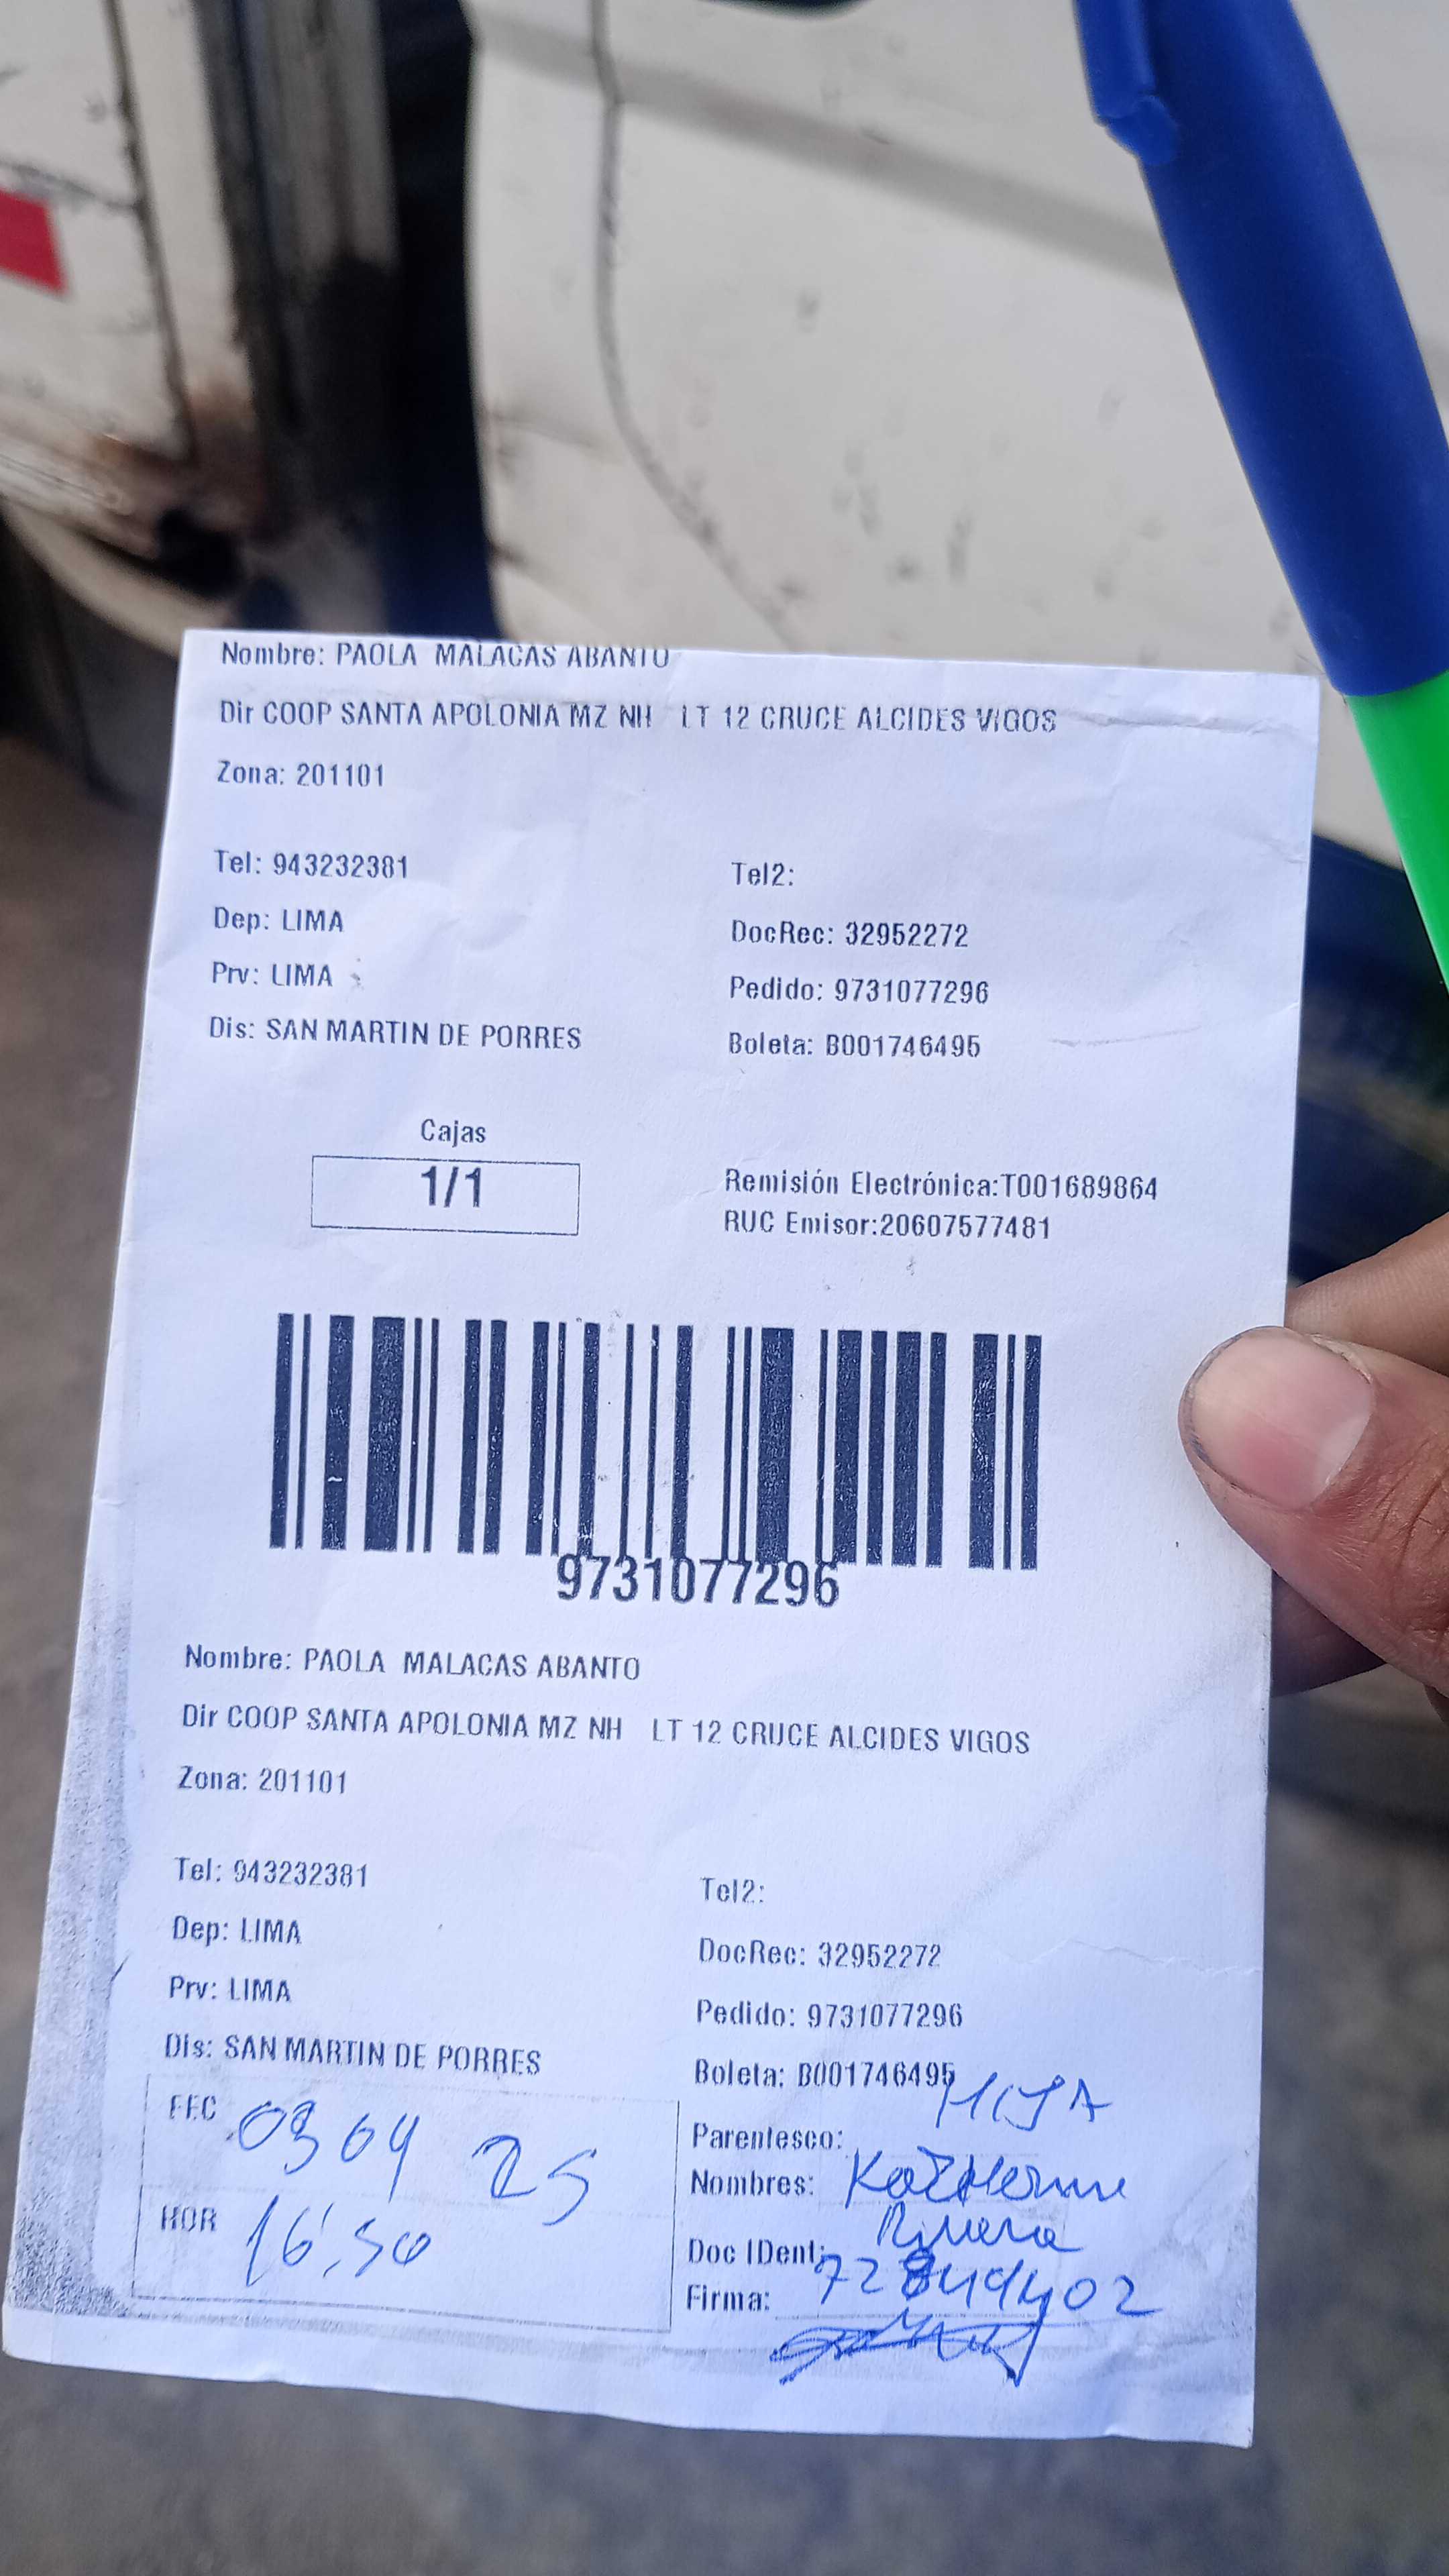 Nombre: PAOLA MALACAS ABANTO
Dir COOP SANTA APOLONIA MZ NH LT 12 CRUCE ALCIDES VIGOS
Zona: 201101
Tel: 943232381
Tel2:
Dep: LIMA
DocRec: 32952272
Prv: LIMA
Pedido: 9731077296
Dis: SAN MARTIN DE PORRES
Boleta: B001746495
Cajas
1/1
Remisión Electrónica:T001689864
RUC Emisor:20607577481
9731077296
Nombre: PAOLA MALACAS ABANTO
Dir COOP SANTA APOLONIA MZ NH LT 12 CRUCE ALCIDES VIGOS
Zona: 201101
Tel: 943232381
Tel2:
Dep: LIMA
DocRec: 32952272
Prv: LIMA
Pedido: 9731077296
Dis: SAN MARTIN DE PORRES
Boleta: B001746495
FEC 03 04 25
HOR 16:50
Parentesco: HIJA
Nombres: Katherine
Rivera
Doc IDent: 72849402
Firma: